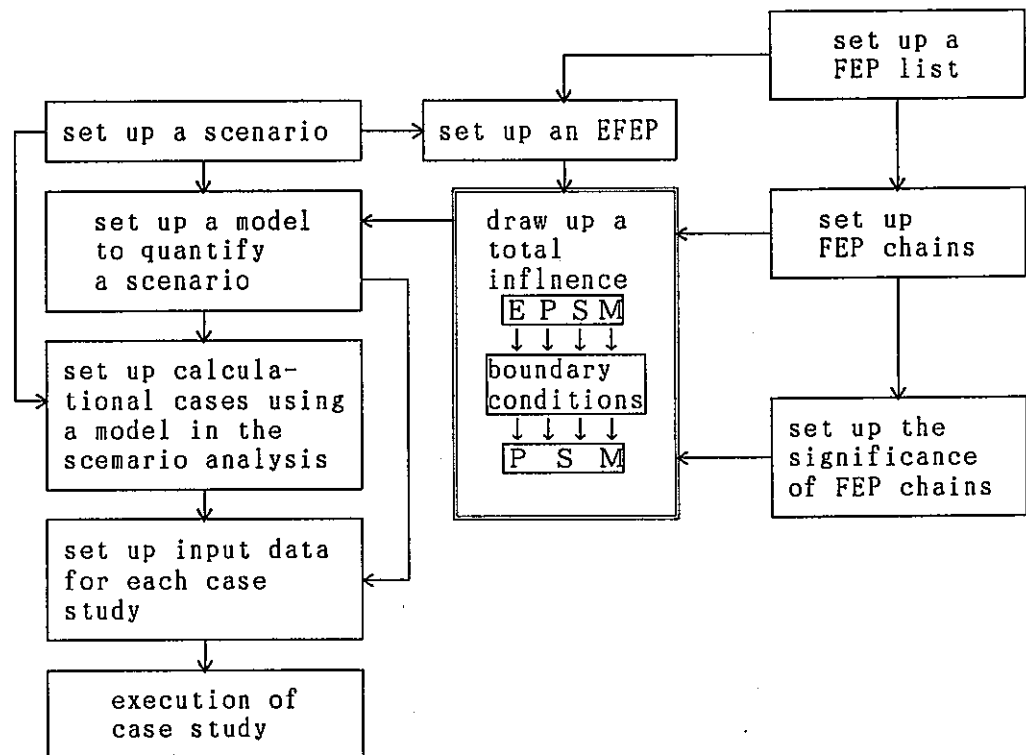 set up a
FEP list
set up a scenario
set up an EFEP
set up a model
to quantify
a scenario
draw up a
total
inflnence
E P S M
boundary
conditions
P S M
set up
FEP chains
set up calcula-
tional cases using
a model in the
scemario analysis
set up the
significance
of FEP chains
set up input data
for each case
study
execution of
case study